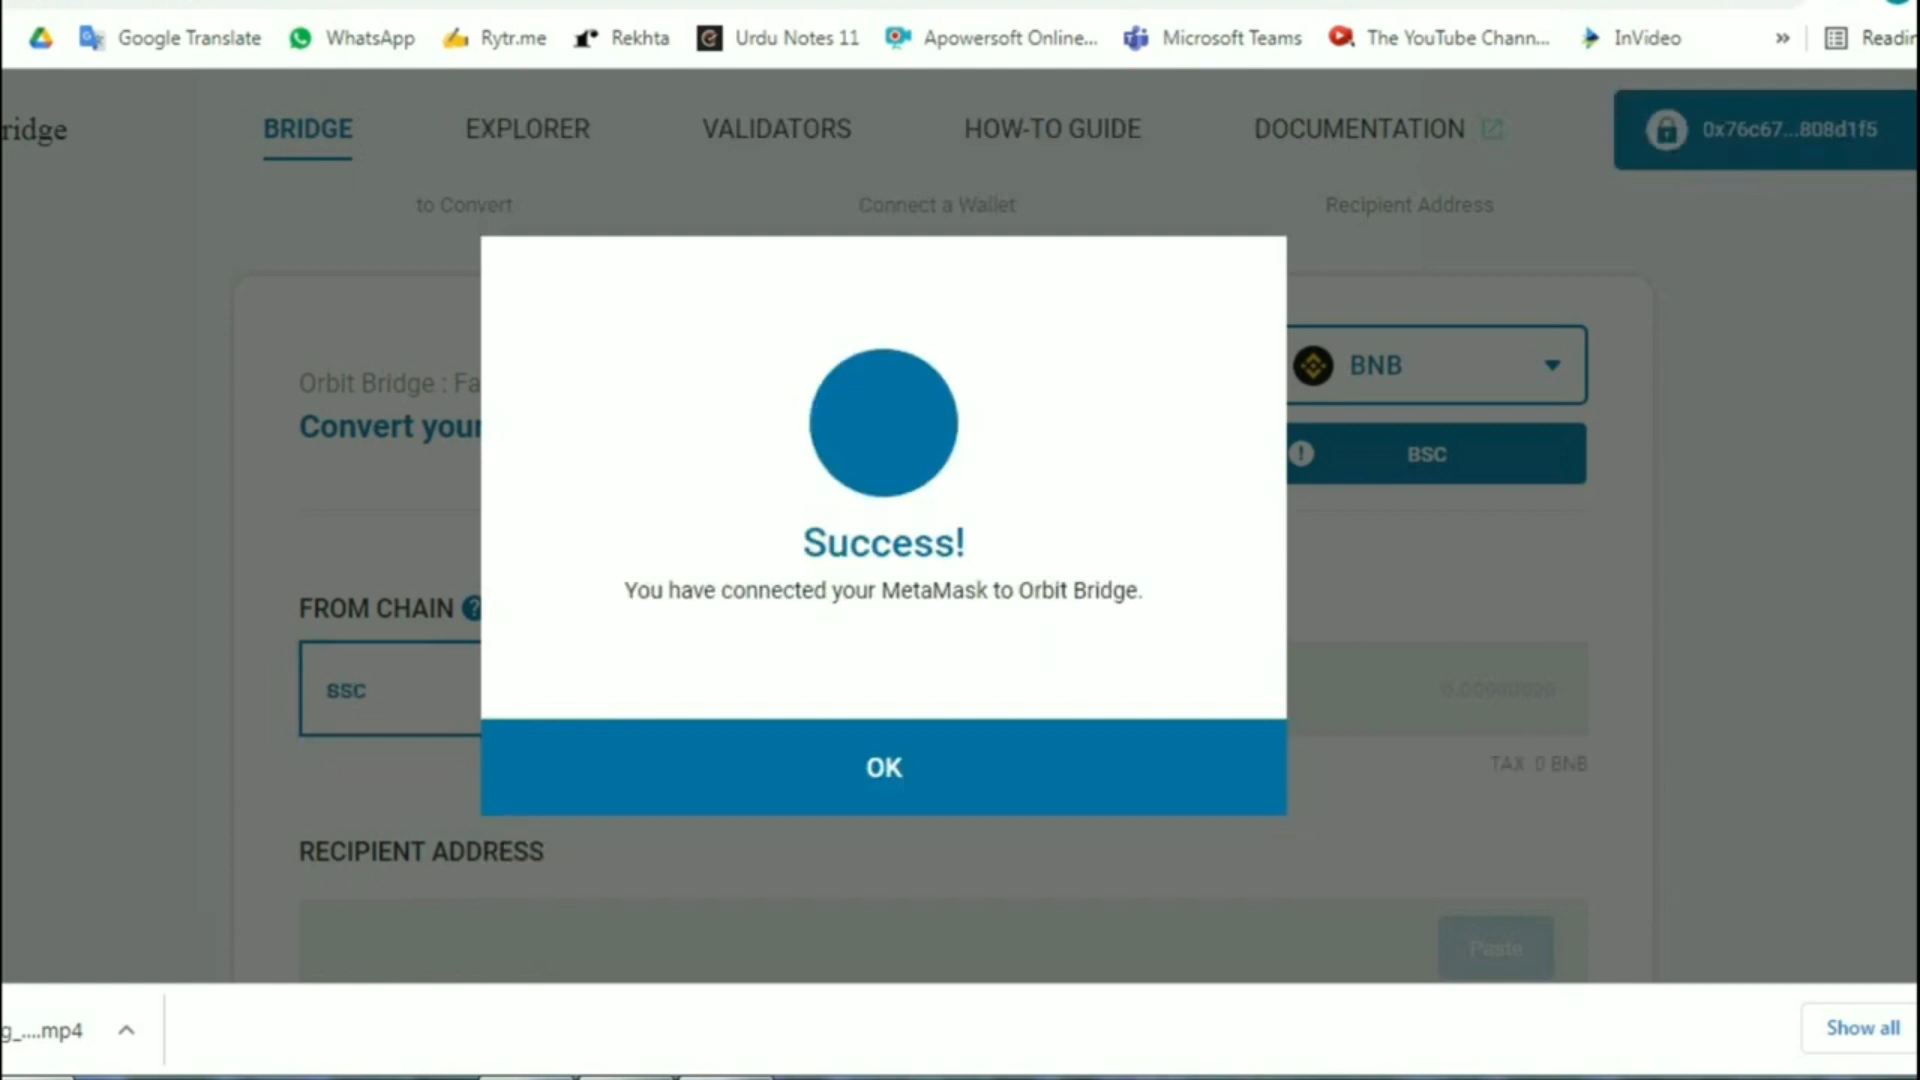 Google Translate WhatsApp Rytr.me Rekhta Urdu Notes 11 Apowersoft Online... Microsoft Teams The YouTube Chann... InVideo » Readin
ridge BRIDGE EXPLORER VALIDATORS HOW-TO GUIDE DOCUMENTATION 0x76c67...808d1f5
to Convert Connect a Wallet Recipient Address
BNB
Orbit Bridge : Fa
Convert your
BSC
Success!
You have connected your MetaMask to Orbit Bridge.
FROM CHAIN ?
BSC 0.00000000
TAX 0 BNB
OK
RECIPIENT ADDRESS
Paste
g_....mp4 Show all